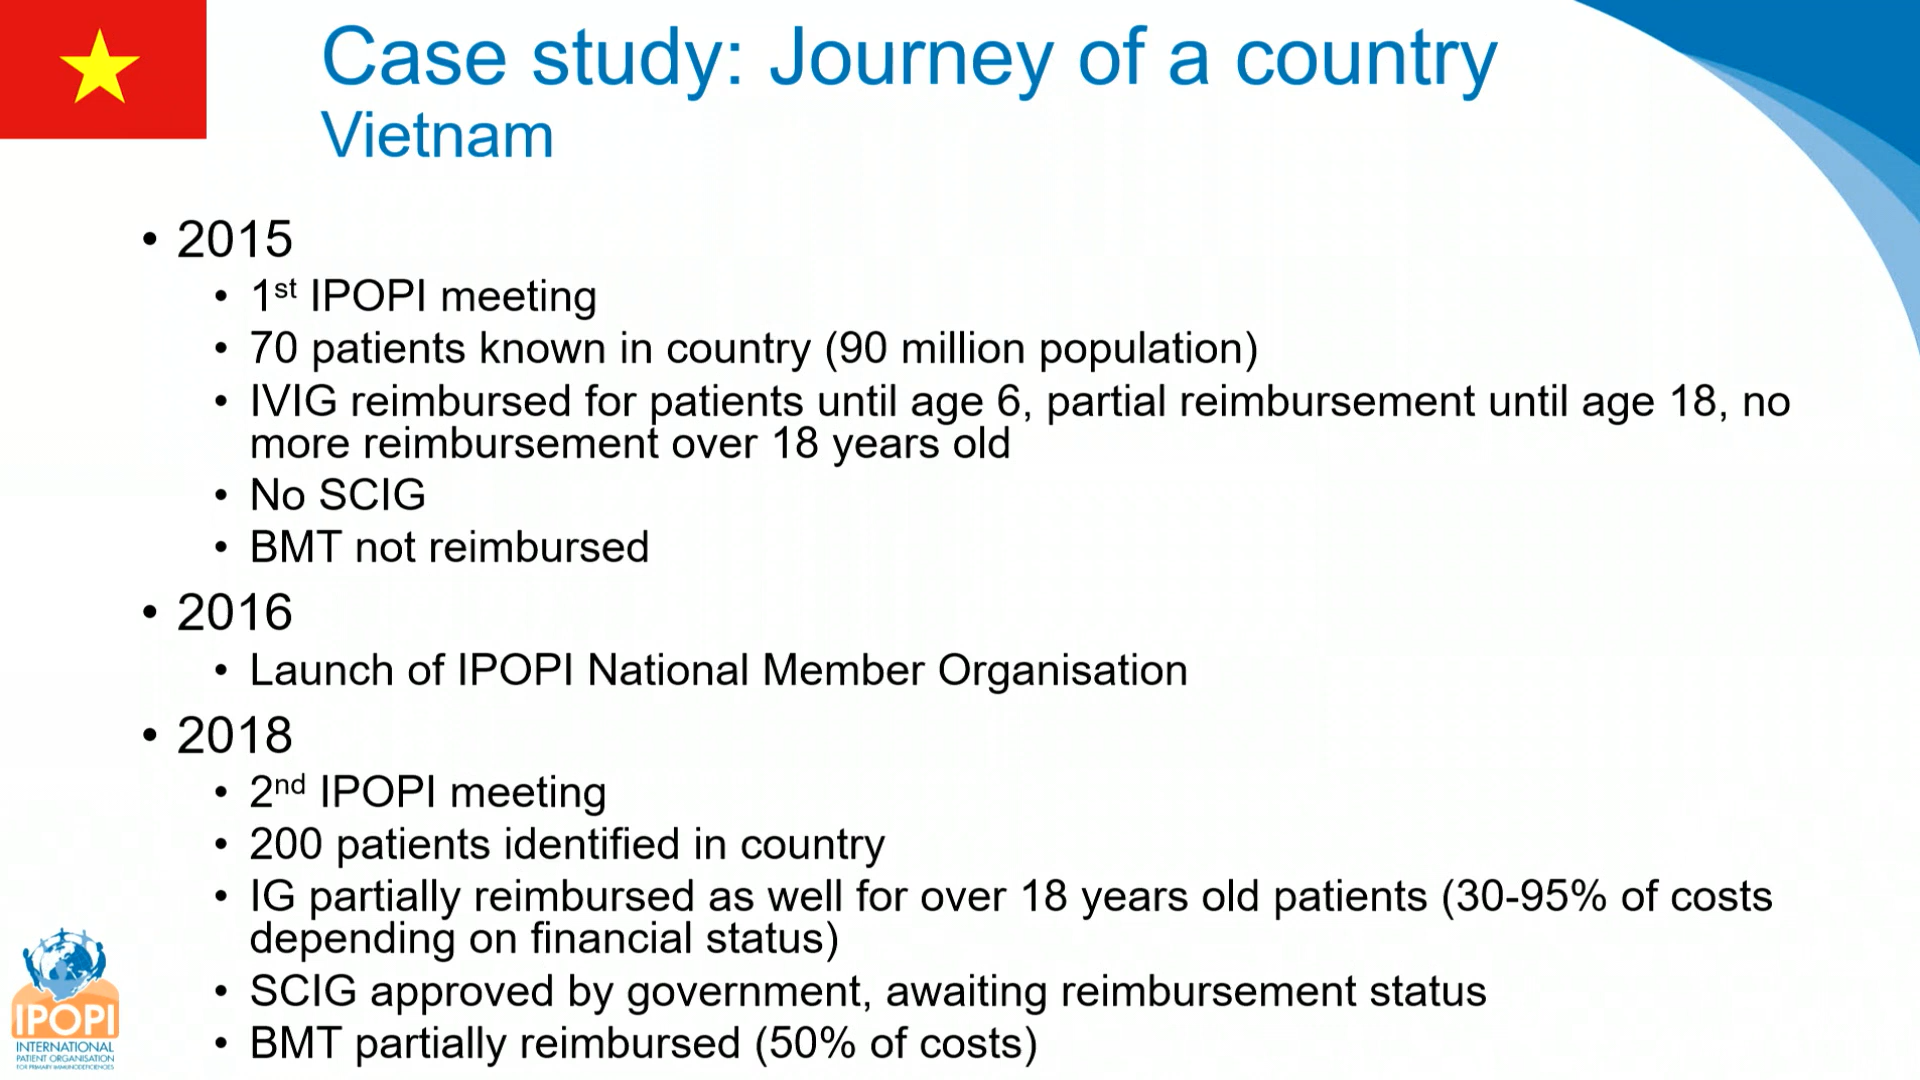 Case study: Journey of a country
Vietnam
• 2015
• 1st IPOPI meeting
• 70 patients known in country (90 million population)
• IVIG reimbursed for patients until age 6, partial reimbursement until age 18, no
more reimbursement over 18 years old
• No SCIG
• BMT not reimbursed
• 2016
• Launch of IPOPI National Member Organisation
• 2018
• 2nd IPOPI meeting
• 200 patients identified in country
• IG partially reimbursed as well for over 18 years old patients (30-95% of costs
depending on financial status)
• SCIG approved by government, awaiting reimbursement status
• BMT partially reimbursed (50% of costs)
IPOPI
INTERNATIONAL
PATIENT ORGANISATION
FOR PRIMARY IMMUNODEFICIENCIES